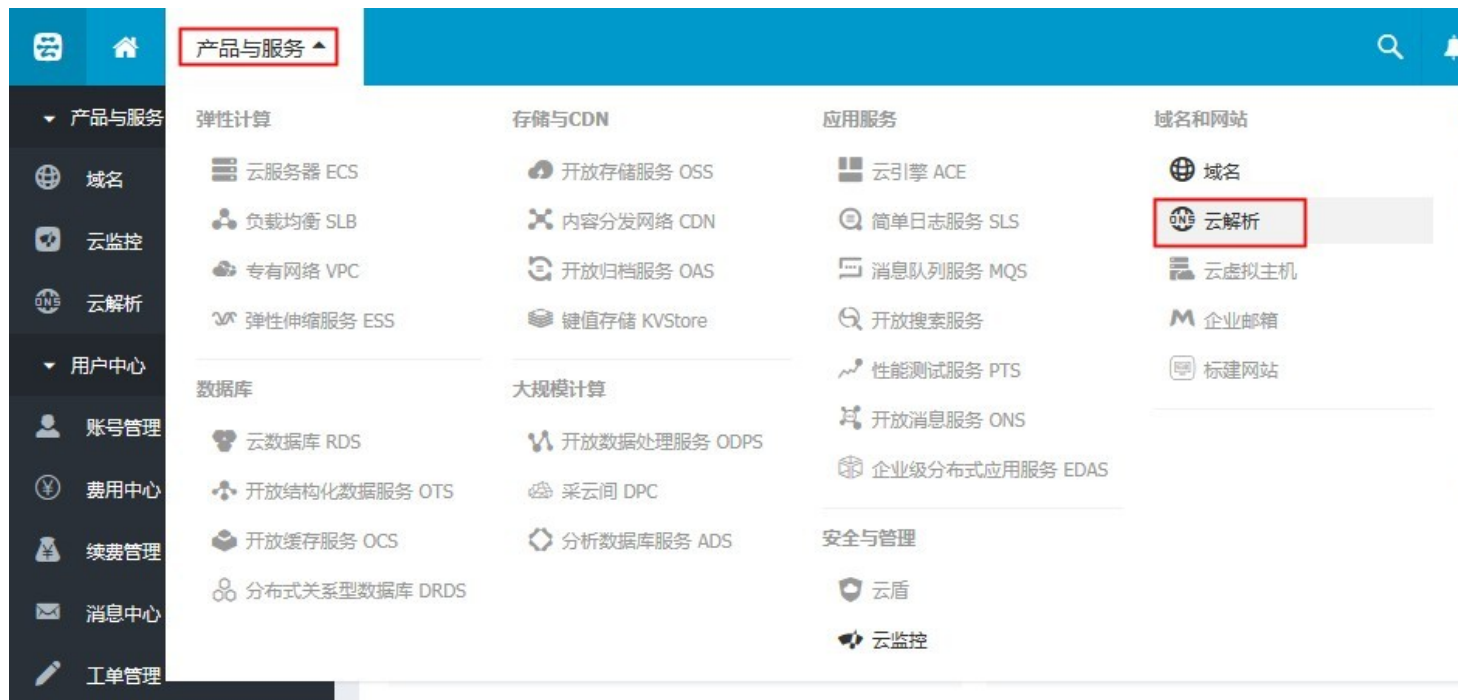 云
产品与服务
产品与服务
域名
云监控
DNS 云解析
用户中心
账号管理
费用中心
续费管理
消息中心
工单管理
弹性计算
云服务器 ECS
负载均衡 SLB
专有网络 VPC
弹性伸缩服务 ESS
数据库
云数据库 RDS
开放结构化数据服务 OTS
开放缓存服务 OCS
分布式关系型数据库 DRDS
存储与CDN
开放存储服务 OSS
内容分发网络 CDN
开放归档服务 OAS
键值存储 KVStore
大规模计算
开放数据处理服务 ODPS
采云间 DPC
分析数据库服务 ADS
应用服务
云引擎 ACE
简单日志服务 SLS
消息队列服务 MQS
开放搜索服务
性能测试服务 PTS
开放消息服务 ONS
企业级分布式应用服务 EDAS
安全与管理
云盾
云监控
域名和网站
域名
DNS 云解析
云虚拟主机
企业邮箱
标建网站